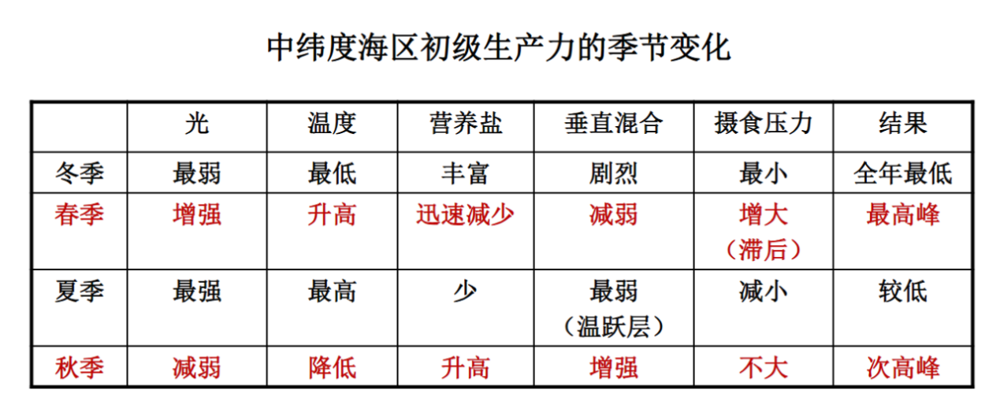 中纬度海区初级生产力的季节变化
光 温度 营养盐 垂直混合 摄食压力 结果
冬季 最弱 最低 丰富 剧烈 最小 全年最低
春季 增强 升高 迅速减少 减弱 增大 最高峰
（滞后）
夏季 最强 最高 少 最弱 减小 较低
（温跃层）
秋季 减弱 降低 升高 增强 不大 次高峰